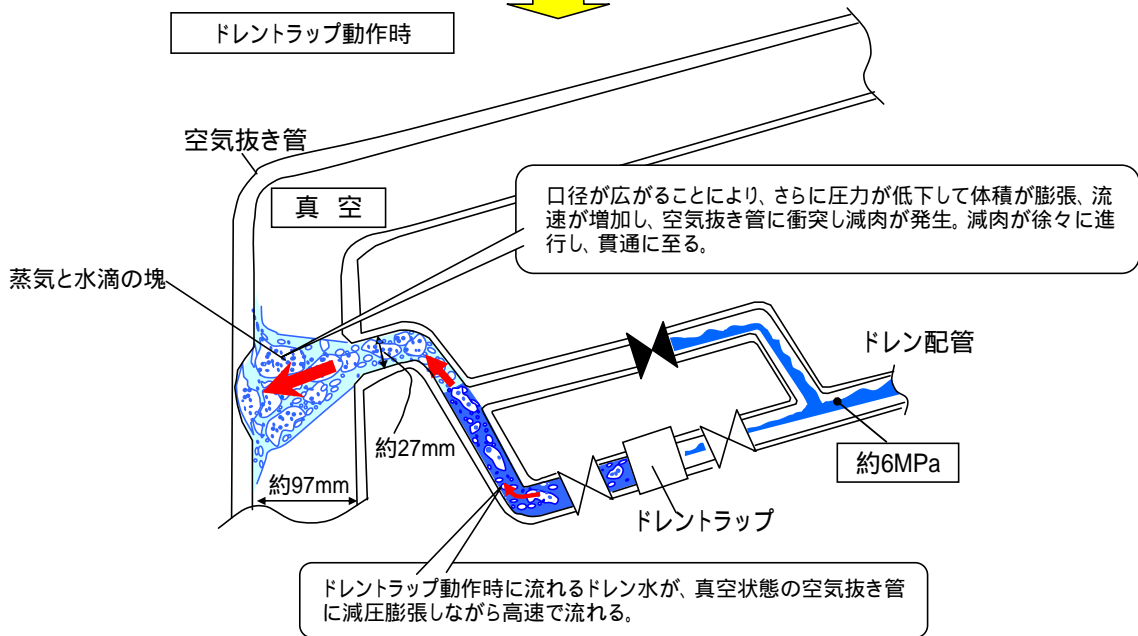 ドレントラップ動作時
空気抜き管
真 空
口径が広がることにより、さらに圧力が低下して体積が膨張、流
速が増加し、空気抜き管に衝突し減肉が発生。減肉が徐々に進
行し、貫通に至る。
蒸気と水滴の塊
ドレン配管
約27mm
約6MPa
約97mm
ドレントラップ
ドレントラップ動作時に流れるドレン水が、真空状態の空気抜き管
に減圧膨張しながら高速で流れる。